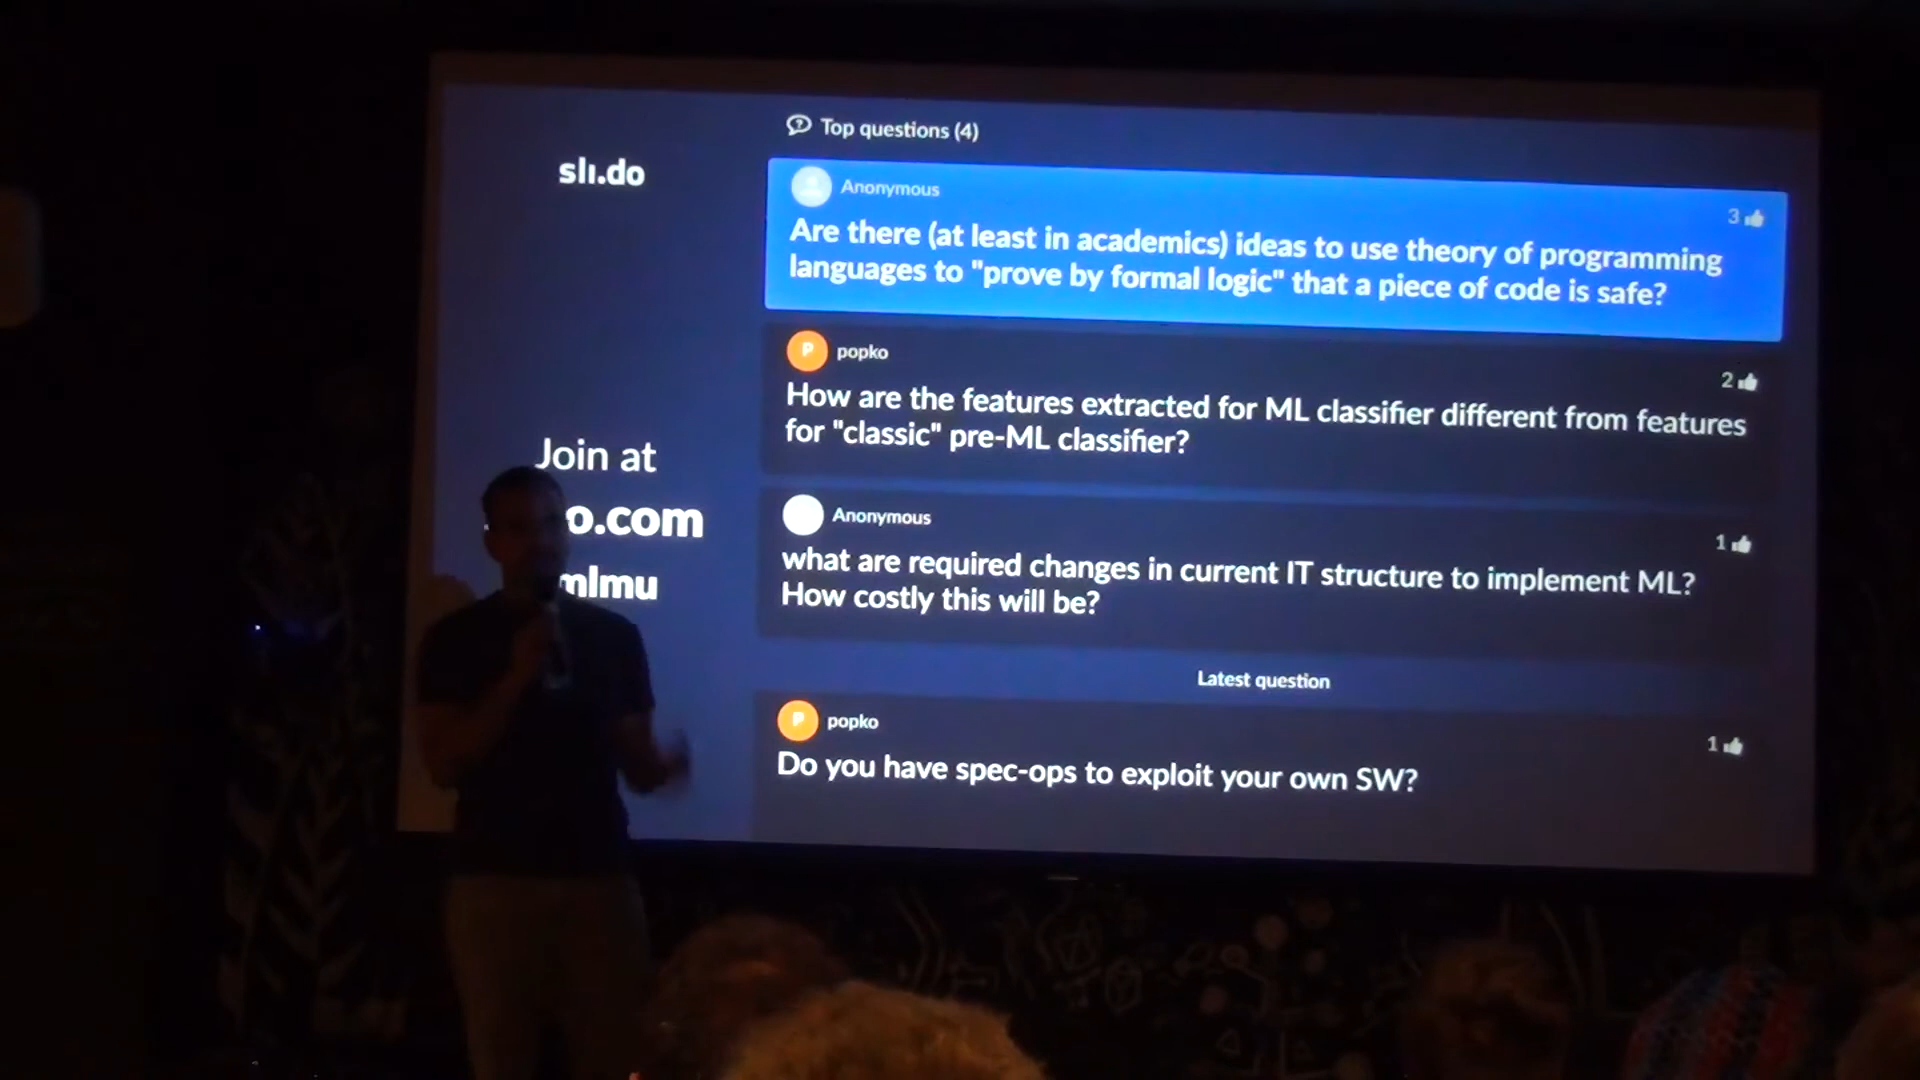 sli.do
Join at
o.com
mlmu
Top questions (4)
Anonymous
3
Are there (at least in academics) ideas to use theory of programming
languages to "prove by formal logic" that a piece of code is safe?
P popko
2
How are the features extracted for ML classifier different from features
for "classic" pre-ML classifier?
Anonymous
1
what are required changes in current IT structure to implement ML?
How costly this will be?
Latest question
P popko
1
Do you have spec-ops to exploit your own SW?